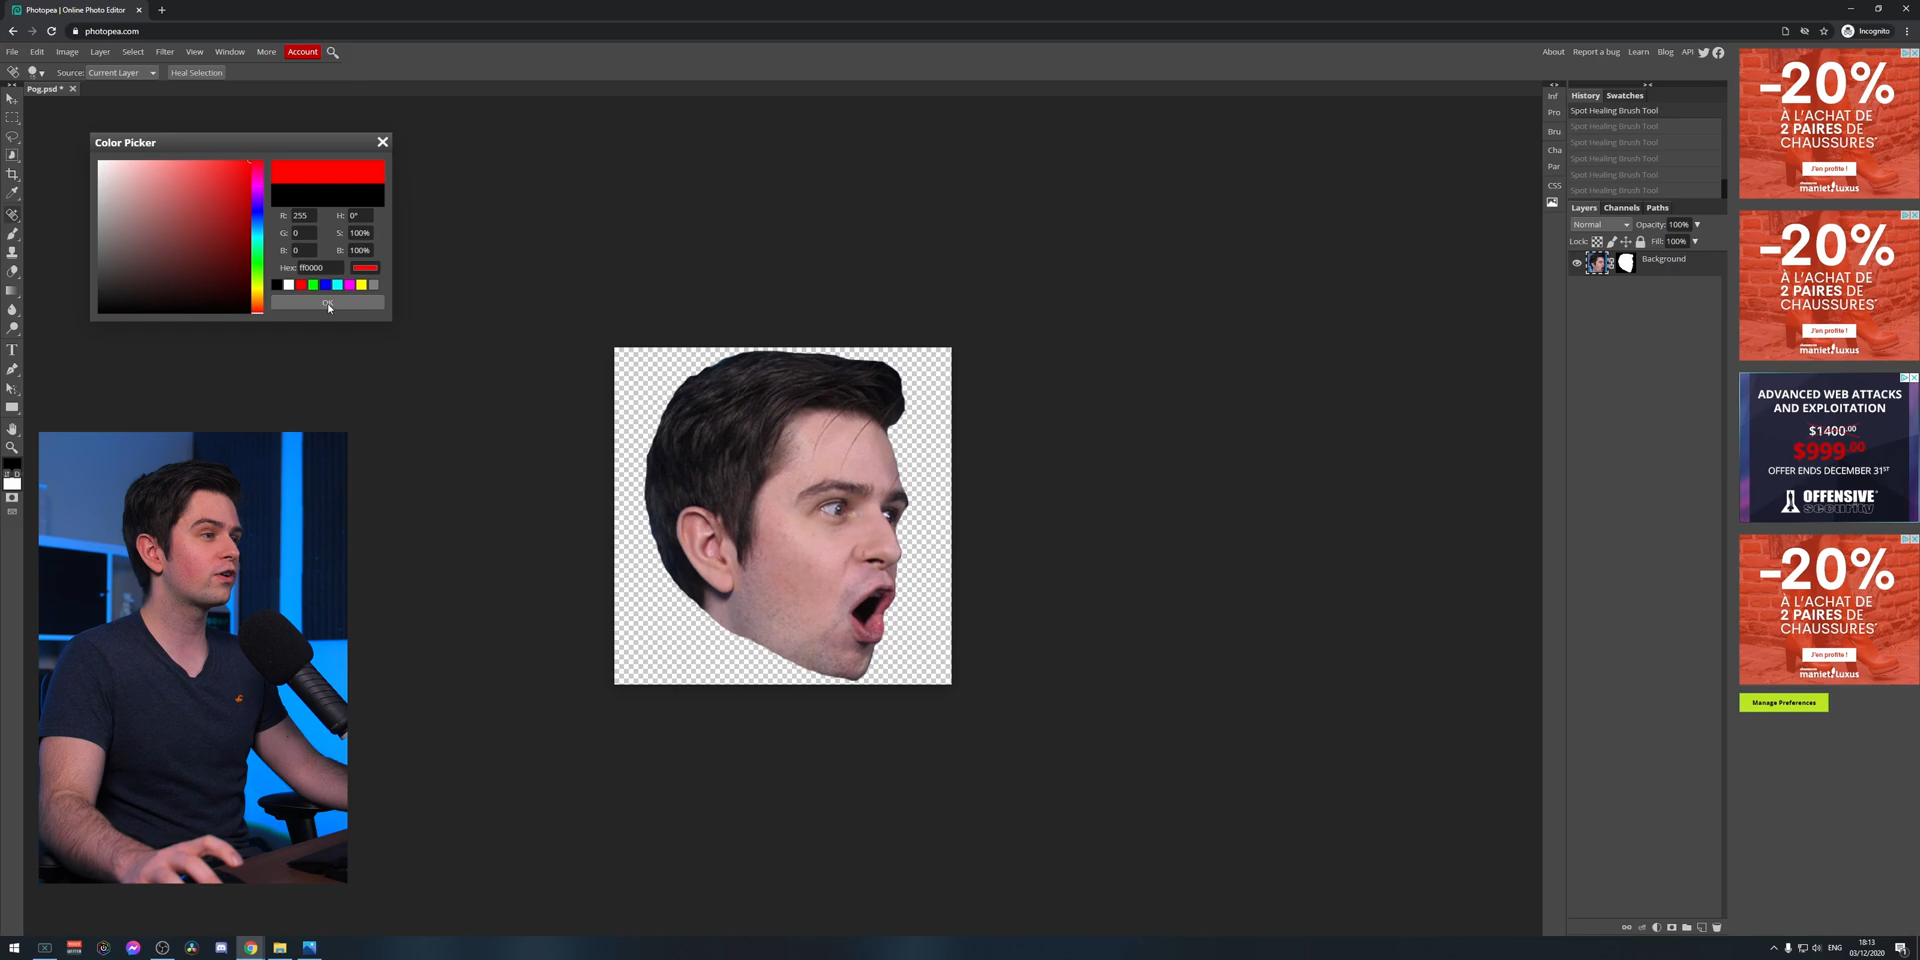 Photopea | Online Photo Editor
photopea.com
Incognito
File Edit Image Layer Select Filter View Window More Account
About Report a bug Learn Blog API
Source: Current Layer Heal Selection
Pog.psd *
Color Picker
R: 255 H: 0°
G: 0 S: 100%
B: 0 B: 100%
Hex: ff0000
OK
Inf
Pro
Bru
Cha
Par
CSS
History Swatches
Spot Healing Brush Tool
Spot Healing Brush Tool
Spot Healing Brush Tool
Spot Healing Brush Tool
Spot Healing Brush Tool
Spot Healing Brush Tool
Layers Channels Paths
Normal Opacity: 100%
Lock: Fill: 100%
Background
-20%
À L'ACHAT DE
2 PAIRES DE
CHAUSSURES*
J'en profite !
maniet!Luxus
-20%
À L'ACHAT DE
2 PAIRES DE
CHAUSSURES*
J'en profite !
maniet!Luxus
ADVANCED WEB ATTACKS
AND EXPLOITATION
$1400.00
$999.00
OFFER ENDS DECEMBER 31ST
OFFENSIVE
security
-20%
À L'ACHAT DE
2 PAIRES DE
CHAUSSURES*
J'en profite !
maniet!Luxus
Manage Preferences
ENG
18:13
03/12/2020